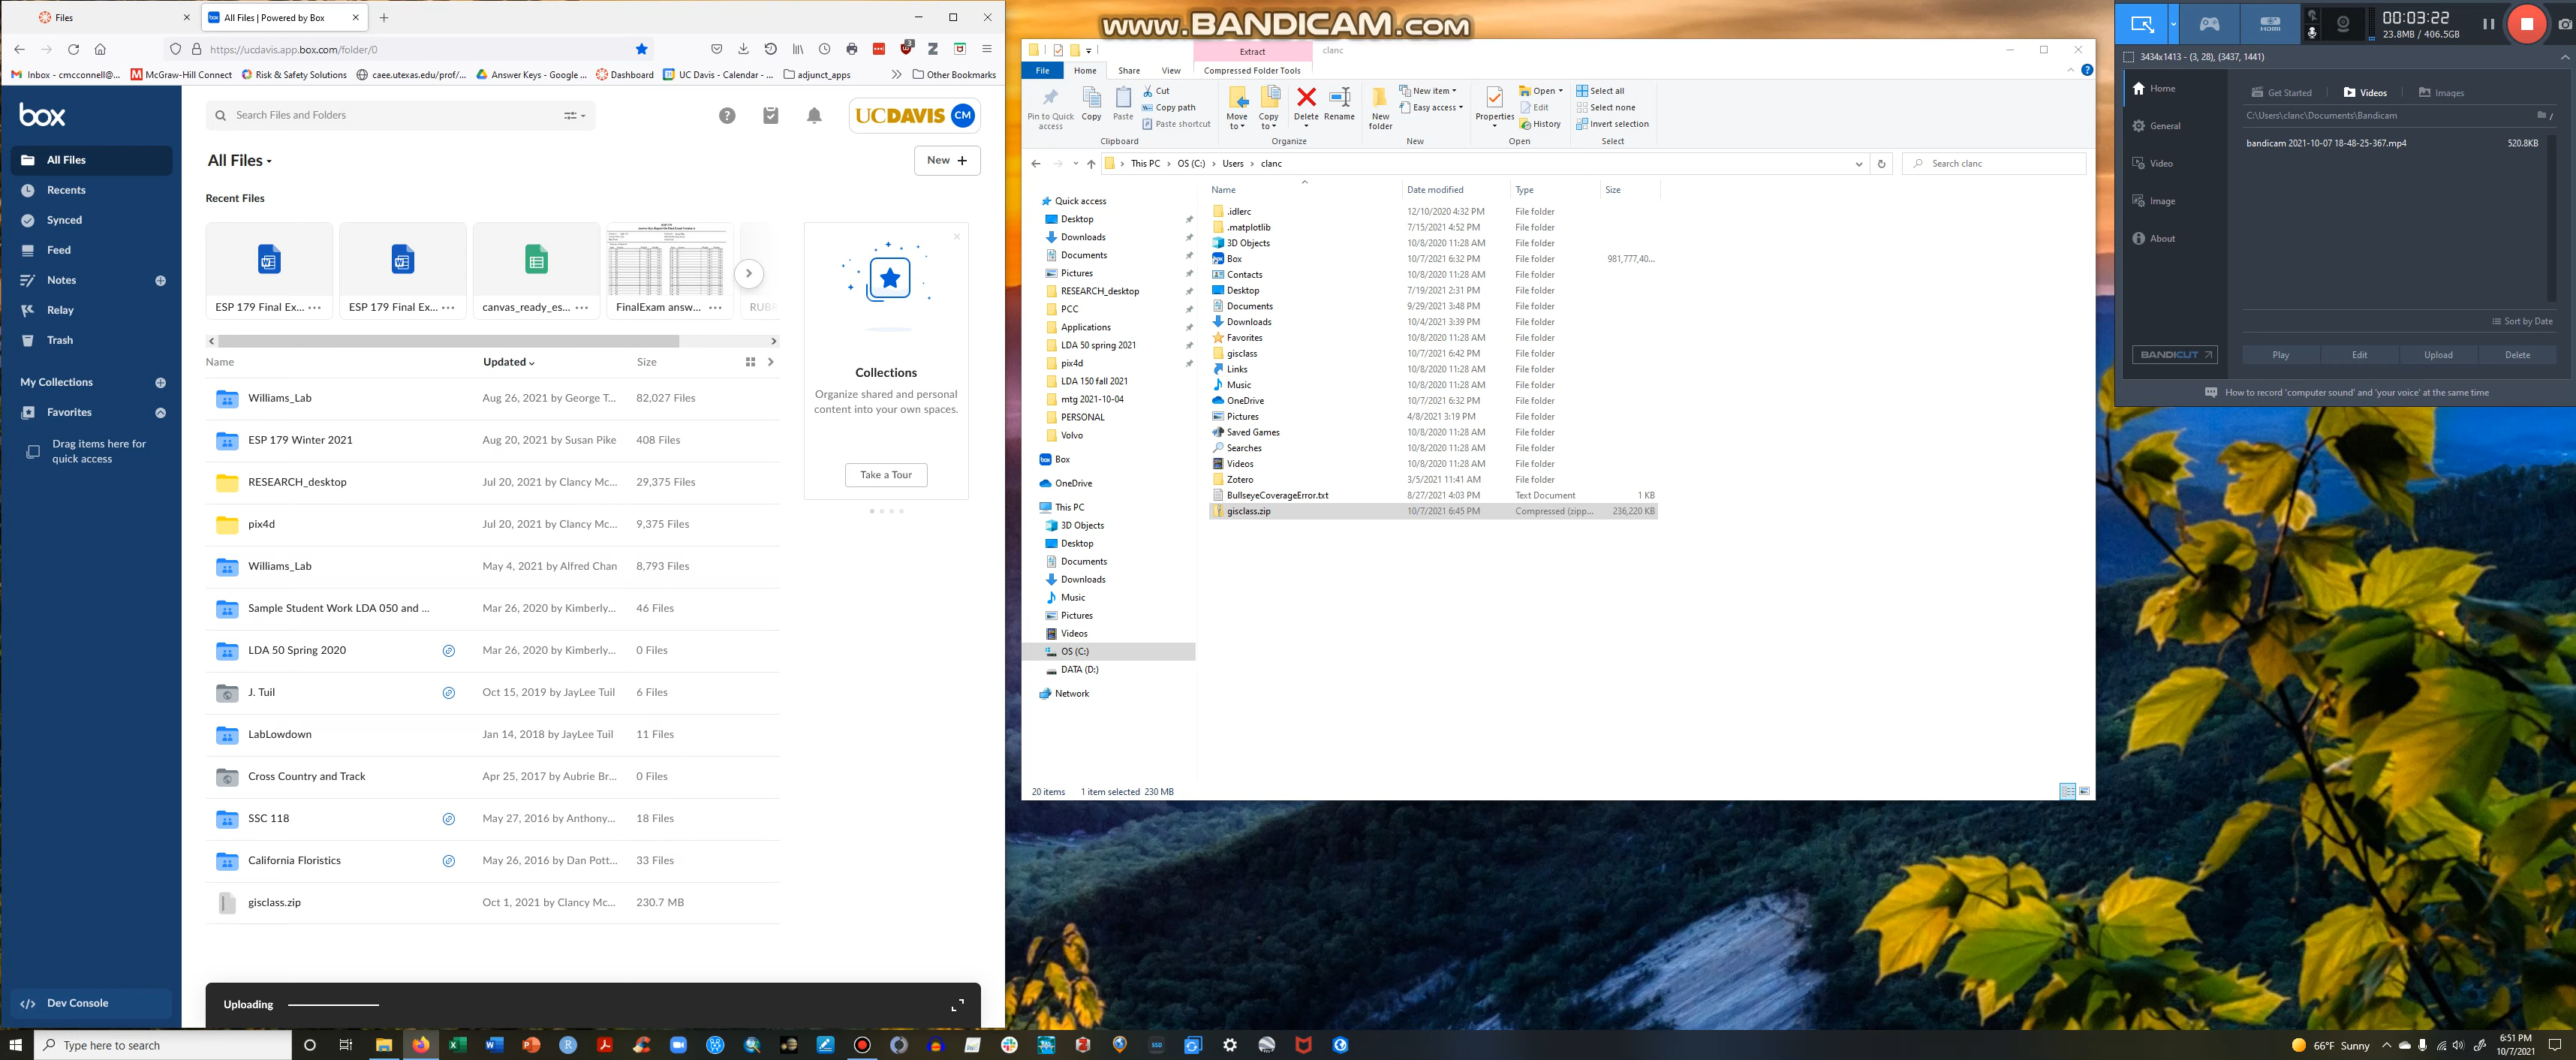 Files
All Files | Powered by Box
https://ucdavis.app.box.com/folder/0
Inbox - cmcconnell@...
McGraw-Hill Connect
Risk & Safety Solutions
caee.utexas.edu/prof/...
Answer Keys - Google ...
Dashboard
UC Davis - Calendar - ...
adjunct_apps
Other Bookmarks
box
All Files
Recents
Synced
Feed
Notes
Relay
Trash
My Collections
Favorites
Drag items here for
quick access
Dev Console
Search Files and Folders
UCDAVIS CM
All Files
New +
Recent Files
ESP 179 Final Ex...
ESP 179 Final Ex...
canvas_ready_es...
FinalExam answ...
RUBR
Collections
Organize shared and personal
content into your own spaces.
Take a Tour
Name Updated Size
Williams_Lab Aug 26, 2021 by George T... 82,027 Files
ESP 179 Winter 2021 Aug 20, 2021 by Susan Pike 408 Files
RESEARCH_desktop Jul 20, 2021 by Clancy Mc... 29,375 Files
pix4d Jul 20, 2021 by Clancy Mc... 9,375 Files
Williams_Lab May 4, 2021 by Alfred Chan 8,793 Files
Sample Student Work LDA 050 and ... Mar 26, 2020 by Kimberly... 46 Files
LDA 50 Spring 2020 Mar 26, 2020 by Kimberly... 0 Files
J. Tuil Oct 15, 2019 by JayLee Tuil 6 Files
LabLowdown Jan 14, 2018 by JayLee Tuil 11 Files
Cross Country and Track Apr 25, 2017 by Aubrie Br... 0 Files
SSC 118 May 27, 2016 by Anthony... 18 Files
California Floristics May 26, 2016 by Dan Pott... 33 Files
gisclass.zip Oct 1, 2021 by Clancy Mc... 230.7 MB
Uploading
www.BANDICAM.com
Extract clanc
File Home Share View Compressed Folder Tools
Pin to Quick
access
Copy
Paste
Cut
Copy path
Paste shortcut
Clipboard
Move
to
Copy
to
Delete
Rename
Organize
New
folder
New item
Easy access
New
Properties
Open
Edit
History
Open
Select all
Select none
Invert selection
Select
This PC > OS (C:) > Users > clanc
Search clanc
Quick access
Desktop
Downloads
Documents
Pictures
RESEARCH_desktop
PCC
Applications
LDA 50 spring 2021
pix4d
LDA 150 fall 2021
mtg 2021-10-04
PERSONAL
Volvo
Box
OneDrive
This PC
3D Objects
Desktop
Documents
Downloads
Music
Pictures
Videos
OS (C:)
DATA (D:)
Network
Name Date modified Type Size
.idlerc 12/10/2020 4:32 PM File folder
.matplotlib 7/15/2021 4:52 PM File folder
3D Objects 10/8/2020 11:28 AM File folder
Box 10/7/2021 6:32 PM File folder 981,777,40...
Contacts 10/8/2020 11:28 AM File folder
Desktop 7/19/2021 2:31 PM File folder
Documents 9/29/2021 3:48 PM File folder
Downloads 10/4/2021 3:39 PM File folder
Favorites 10/8/2020 11:28 AM File folder
gisclass 10/7/2021 6:42 PM File folder
Links 10/8/2020 11:28 AM File folder
Music 10/8/2020 11:28 AM File folder
OneDrive 10/7/2021 6:32 PM File folder
Pictures 4/8/2021 3:19 PM File folder
Saved Games 10/8/2020 11:28 AM File folder
Searches 10/8/2020 11:28 AM File folder
Videos 10/8/2020 11:28 AM File folder
Zotero 3/5/2021 11:41 AM File folder
BullseyeCoverageError.txt 8/27/2021 4:03 PM Text Document 1 KB
gisclass.zip 10/7/2021 6:45 PM Compressed (zipp... 236,220 KB
20 items 1 item selected 230 MB
HDMI
00:03:22
23.8MB / 406.5GB
3434x1413 - (3, 28), (3437, 1441)
Home
General
Video
Image
About
BANDICUT
Get Started
Videos
Images
C:\Users\clanc\Documents\Bandicam
bandicam 2021-10-07 18-48-25-367.mp4 520.8KB
Sort by Date
Play Edit Upload Delete
How to record 'computer sound' and 'your voice' at the same time
Type here to search
66°F Sunny
6:51 PM
10/7/2021